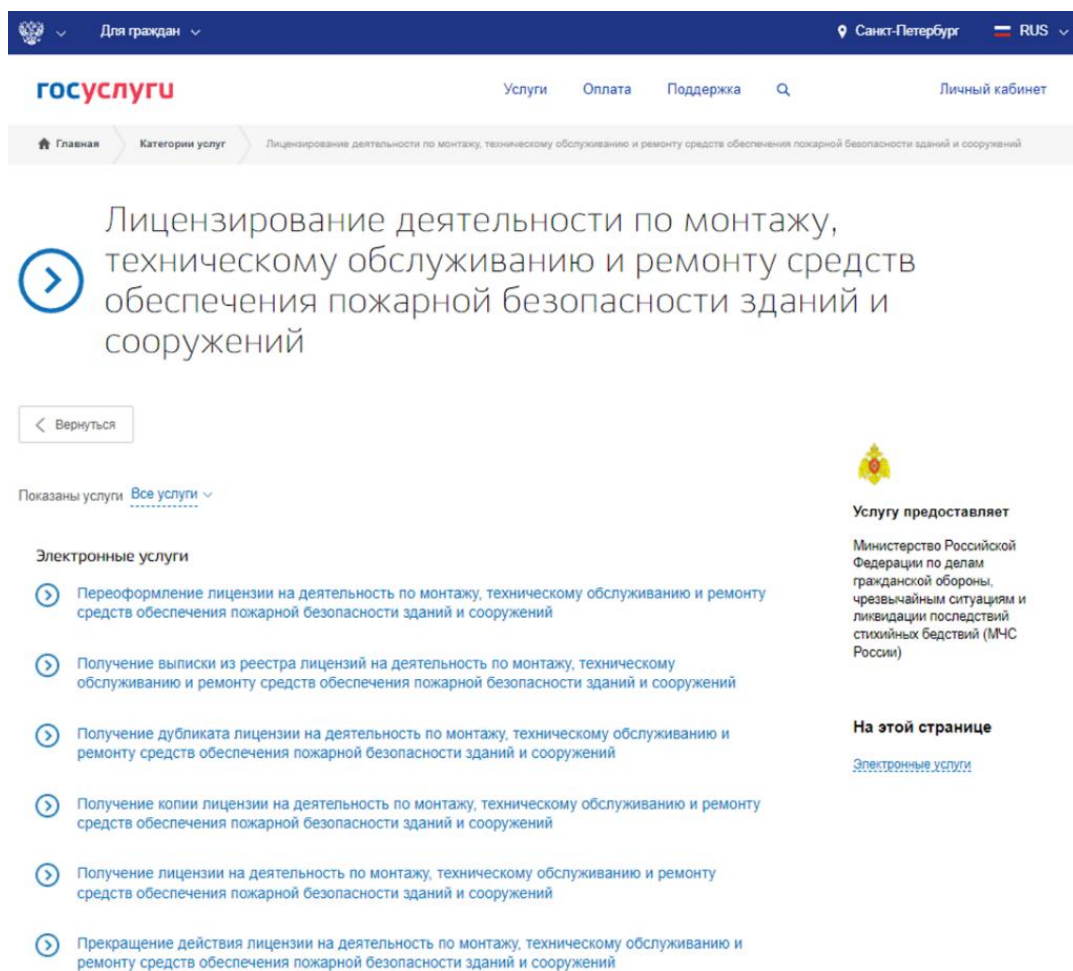 Для граждан
Санкт-Петербург
RUS
госуслуги
Услуги
Оплата
Поддержка
Личный кабинет
Главная
Категории услуг
Лицензирование деятельности по монтажу, техническому обслуживанию и ремонту средств обеспечения пожарной безопасности зданий и сооружений
Лицензирование деятельности по монтажу,
техническому обслуживанию и ремонту средств
обеспечения пожарной безопасности зданий и
сооружений
Вернуться
Показаны услуги Все услуги
Электронные услуги
Переоформление лицензии на деятельность по монтажу, техническому обслуживанию и ремонту
средств обеспечения пожарной безопасности зданий и сооружений
Получение выписки из реестра лицензий на деятельность по монтажу, техническому
обслуживанию и ремонту средств обеспечения пожарной безопасности зданий и сооружений
Получение дубликата лицензии на деятельность по монтажу, техническому обслуживанию и
ремонту средств обеспечения пожарной безопасности зданий и сооружений
Получение копии лицензии на деятельность по монтажу, техническому обслуживанию и ремонту
средств обеспечения пожарной безопасности зданий и сооружений
Получение лицензии на деятельность по монтажу, техническому обслуживанию и ремонту
средств обеспечения пожарной безопасности зданий и сооружений
Прекращение действия лицензии на деятельность по монтажу, техническому обслуживанию и
ремонту средств обеспечения пожарной безопасности зданий и сооружений
Услугу предоставляет
Министерство Российской
Федерации по делам
гражданской обороны,
чрезвычайным ситуациям и
ликвидации последствий
стихийных бедствий (МЧС
России)
На этой странице
Электронные услуги